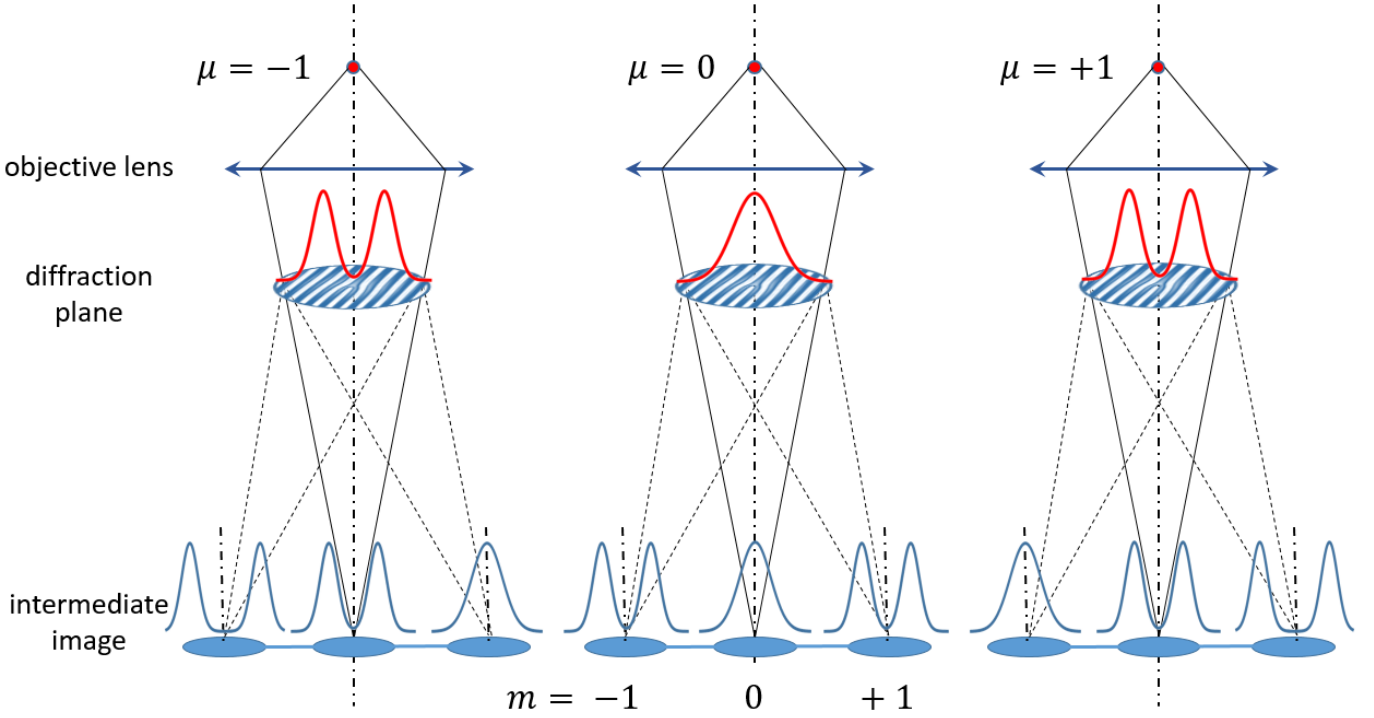 μ = −1
μ = 0
μ = +1
objective lens
diffraction
plane
intermediate
image
m = −1 0 +1